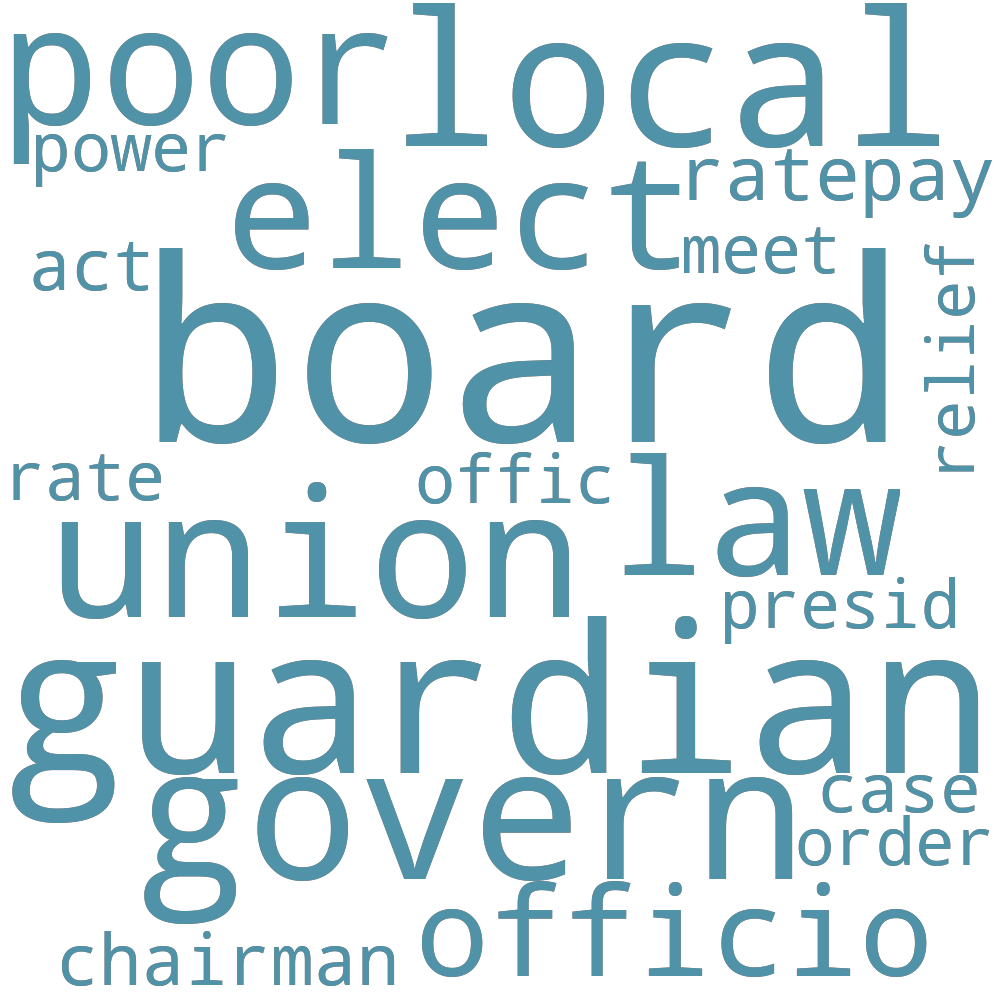 poor local
power
elect ratepay
act meet
board relief
rate offic law
union
presid
guardian
govern case
order
officio
chairman